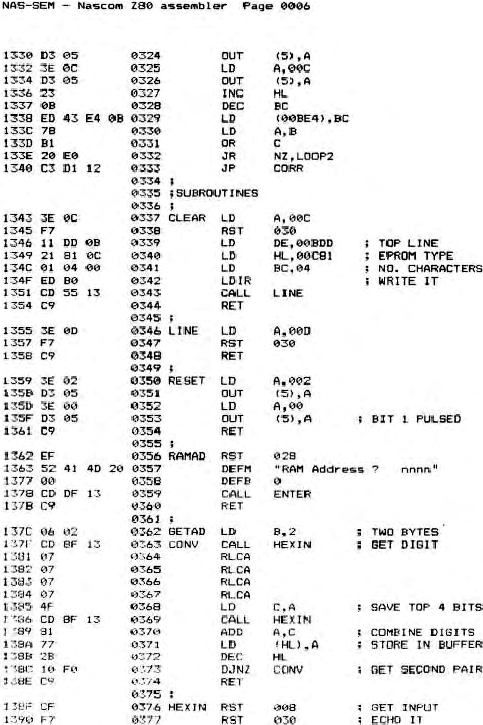 NAS-SEM - Nascom Z80 assembler Page 0006
1330 D3 05 0324 OUT (5),A
1332 3E 0C 0325 LD A,00C
1334 D3 05 0326 OUT (5),A
1336 23 0327 INC HL
1337 0B 0328 DEC BC
1338 ED 43 E4 0B 0329 LD (00BE4),BC
133C 78 0330 LD A,B
133D B1 0331 OR C
133E 20 E0 0332 JR NZ,LOOP2
1340 C3 D1 12 0333 JP CORR
0334 ;
0335 ;SUBROUTINES
0336 ;
1343 3E 0C 0337 CLEAR LD A,00C
1345 F7 0338 RST 030
1346 11 DD 0B 0339 LD DE,00BDD ; TOP LINE
1349 21 81 0C 0340 LD HL,00C81 ; EPROM TYPE
134C 01 04 00 0341 LD BC,04 ; NO. CHARACTERS
134F ED B0 0342 LDIR ; WRITE IT
1351 CD 55 13 0343 CALL LINE
1354 C9 0344 RET
0345 ;
1355 3E 0D 0346 LINE LD A,00D
1357 F7 0347 RST 030
1358 C9 0348 RET
0349 ;
1359 3E 02 0350 RESET LD A,002
135B D3 05 0351 OUT (5),A
135D 3E 00 0352 LD A,00
135F D3 05 0353 OUT (5),A ; BIT 1 PULSED
1361 C9 0354 RET
0355 ;
1362 EF 0356 RAMAD RST 028
1363 52 41 4D 20 0357 DEFM "RAM Address ? nnnn"
1377 00 0358 DEFB 0
1378 CD DF 13 0359 CALL ENTER
137B C9 0360 RET
0361 ;
137C 06 02 0362 GETAD LD B,2 ; TWO BYTES
137E CD 8F 13 0363 CONV CALL HEXIN ; GET DIGIT
1381 07 0364 RLCA
1382 07 0365 RLCA
1383 07 0366 RLCA
1384 07 0367 RLCA
1385 4F 0368 LD C,A ; SAVE TOP 4 BITS
1386 CD 8F 13 0369 CALL HEXIN
1389 81 0370 ADD A,C ; COMBINE DIGITS
138A 77 0371 LD (HL),A ; STORE IN BUFFER
138B 2B 0372 DEC HL
138C 10 F0 0373 DJNZ CONV ; GET SECOND PAIR
138E C9 0374 RET
0375 ;
138F CF 0376 HEXIN RST 008 ; GET INPUT
1390 F7 0377 RST 030 ; ECHO IT